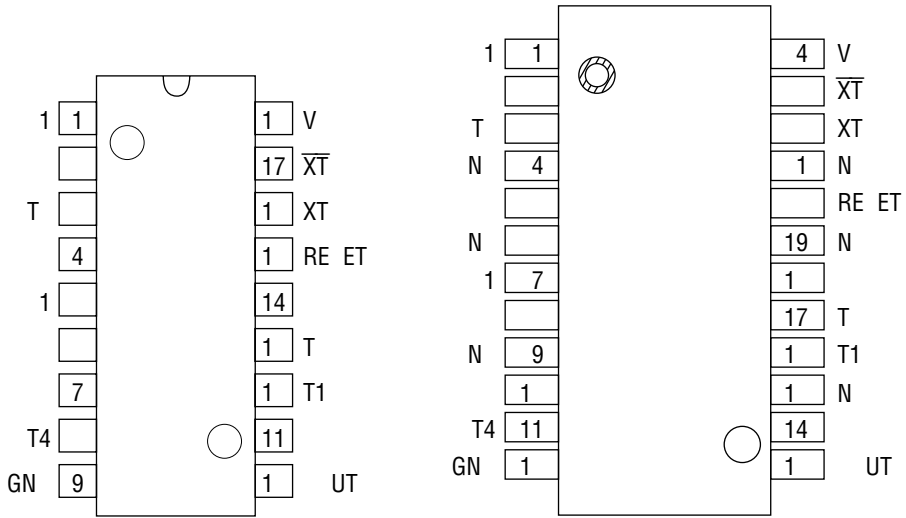 1 1 1 V
17 X̅T̅
T 1 XT
4 1 RE ET
1 14
1 T
7 1 T1
T4 11
GN 9 1 UT
1 1 4 V
X̅T̅
T XT
N 4 1 N
RE ET
N 19 N
1 7 1
17 T
N 9 1 T1
1 1 N
T4 11 14
GN 1 1 UT